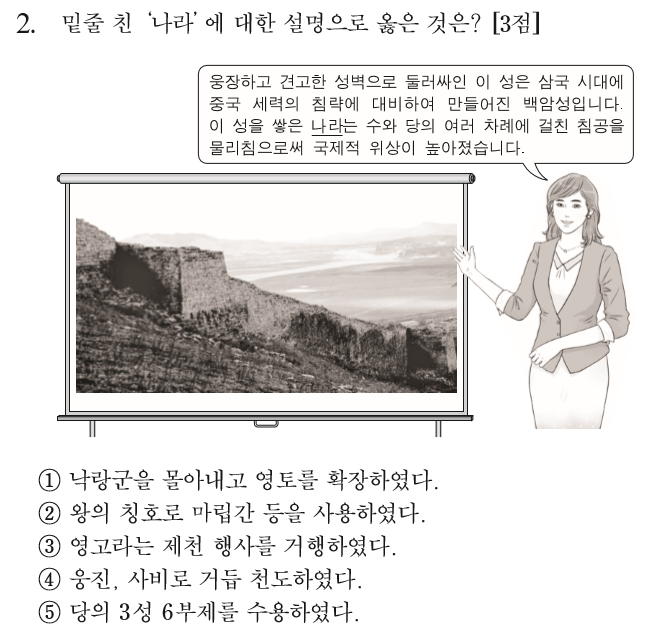 2. 밑줄 친 ‘나라’에 대한 설명으로 옳은 것은? [3점]
웅장하고 견고한 성벽으로 둘러싸인 이 성은 삼국 시대에
중국 세력의 침략에 대비하여 만들어진 백암성입니다.
이 성을 쌓은 나라는 수와 당의 여러 차례에 걸친 침공을
물리침으로써 국제적 위상이 높아졌습니다.
① 낙랑군을 몰아내고 영토를 확장하였다.
② 왕의 칭호로 마립간 등을 사용하였다.
③ 영고라는 제천 행사를 거행하였다.
④ 웅진, 사비로 거듭 천도하였다.
⑤ 당의 3성 6부제를 수용하였다.